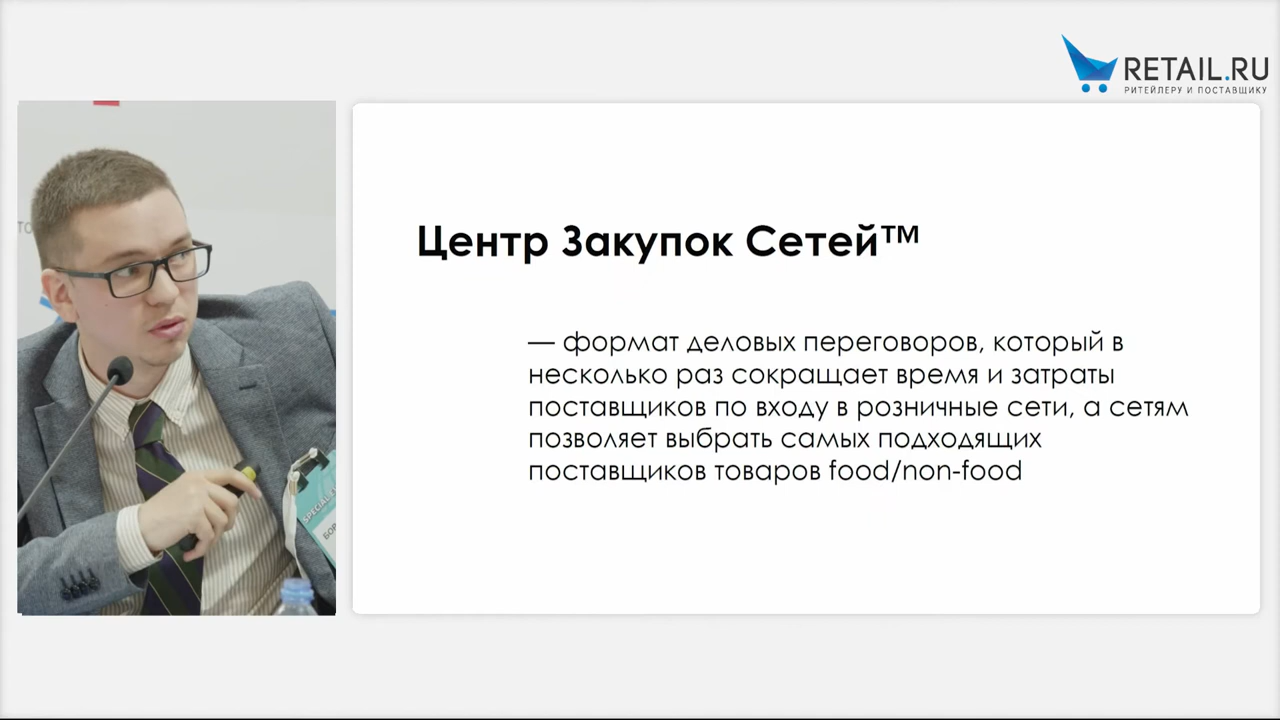 RETAIL.RU
РИТЕЙЛЕРУ И ПОСТАВЩИКУ
Центр Закупок Сетей™
— формат деловых переговоров, который в
несколько раз сокращает время и затраты
поставщиков по входу в розничные сети, а сетям
позволяет выбрать самых подходящих
поставщиков товаров food/non-food